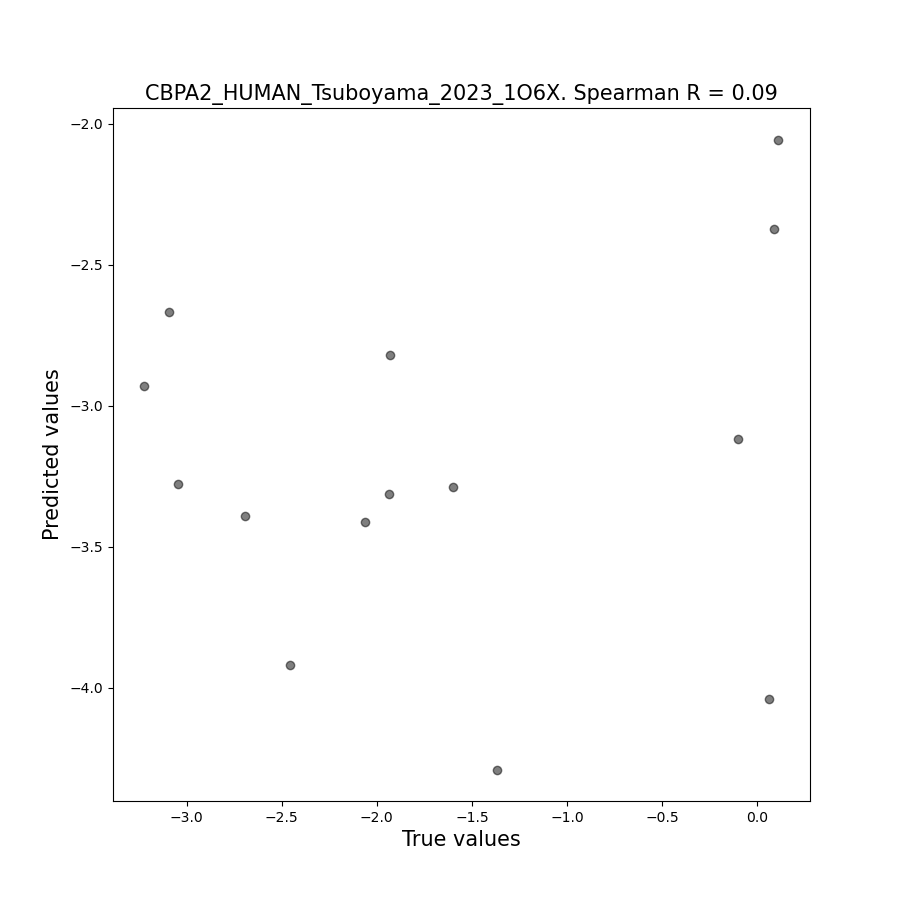 CBPA2_HUMAN_Tsuboyama_2023_1O6X. Spearman R = 0.09
−2.0
−2.5
−3.0
−3.5
−4.0
Predicted values
−3.0 −2.5 −2.0 −1.5 −1.0 −0.5 0.0
True values